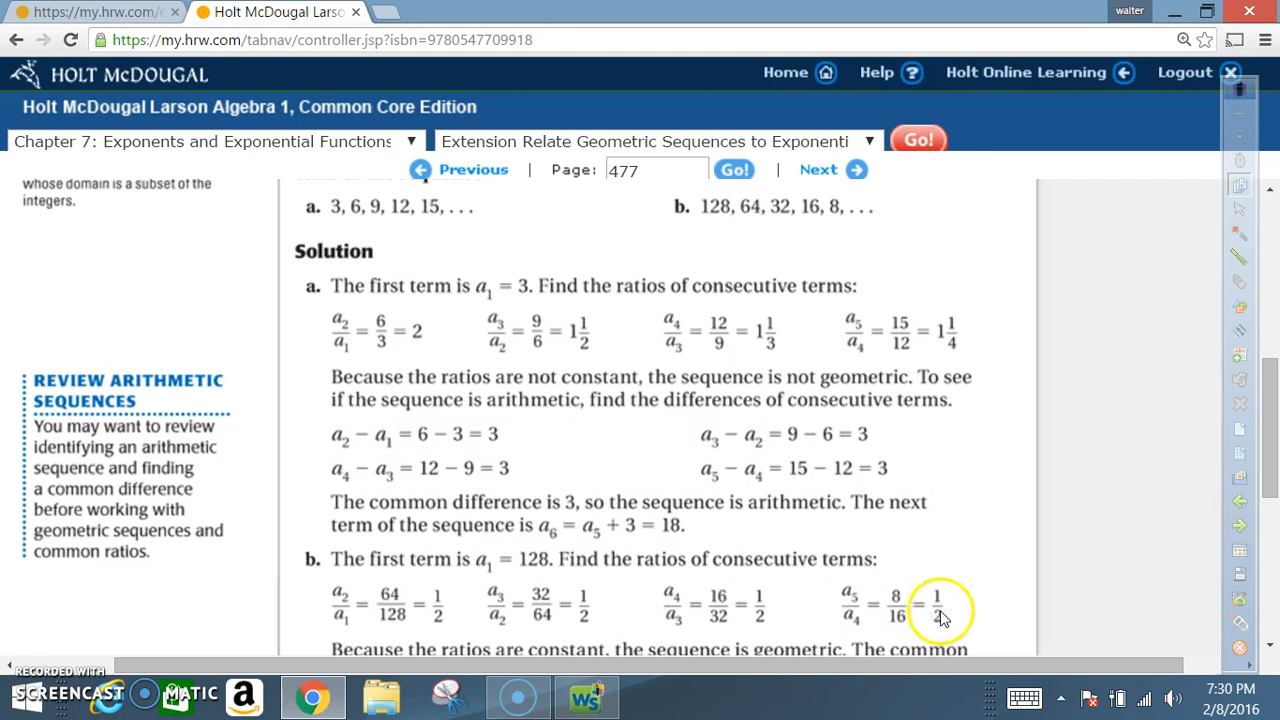 https://my.hrw.com/
Holt McDougal Larso
walter
https://my.hrw.com/tabnav/controller.jsp?isbn=9780547709918
HOLT MCDOUGAL
Home
Help ?
Holt Online Learning
Logout
Holt McDougal Larson Algebra 1, Common Core Edition
Chapter 7: Exponents and Exponential Functions
Extension Relate Geometric Sequences to Exponenti
Go!
Previous | Page: 477 Go! | Next
whose domain is a subset of the
integers.
a. 3, 6, 9, 12, 15, . . .
b. 128, 64, 32, 16, 8, . . .
Solution
a. The first term is a₁ = 3. Find the ratios of consecutive terms:
a₂/a₁ = 6/3 = 2 a₃/a₂ = 9/6 = 1 1/2 a₄/a₃ = 12/9 = 1 1/3 a₅/a₄ = 15/12 = 1 1/4
Because the ratios are not constant, the sequence is not geometric. To see
if the sequence is arithmetic, find the differences of consecutive terms.
a₂ − a₁ = 6 − 3 = 3 a₃ − a₂ = 9 − 6 = 3
a₄ − a₃ = 12 − 9 = 3 a₅ − a₄ = 15 − 12 = 3
The common difference is 3, so the sequence is arithmetic. The next
term of the sequence is a₆ = a₅ + 3 = 18.
b. The first term is a₁ = 128. Find the ratios of consecutive terms:
a₂/a₁ = 64/128 = 1/2 a₃/a₂ = 32/64 = 1/2 a₄/a₃ = 16/32 = 1/2 a₅/a₄ = 8/16 = 1/2
Because the ratios are constant, the sequence is geometric. The common
REVIEW ARITHMETIC
SEQUENCES
You may want to review
identifying an arithmetic
sequence and finding
a common difference
before working with
geometric sequences and
common ratios.
RECORDED WITH
SCREENCAST MATIC
7:30 PM
2/8/2016